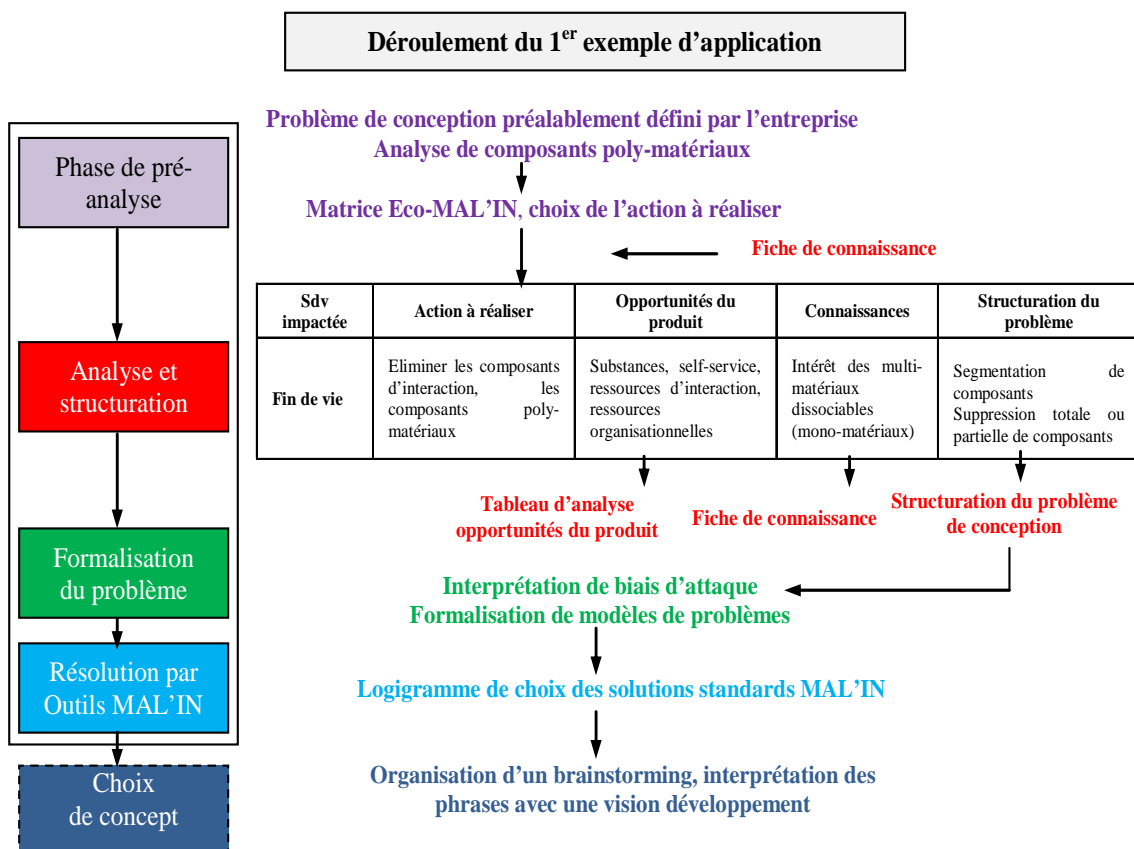 Déroulement du 1er exemple d'application
Problème de conception préalablement défini par l'entreprise
Analyse de composants poly-matériaux
Phase de pré-
analyse
Matrice Eco-MAL'IN, choix de l'action à réaliser
Fiche de connaissance
Sdv
impactée
Action à réaliser
Opportunités du
produit
Connaissances
Structuration du
problème
Fin de vie
Eliminer les composants
d'interaction, les
composants poly-
matériaux
Substances, self-service,
ressources d'interaction,
ressources
organisationnelles
Intérêt des multi-
matériaux
dissociables
(mono-matériaux)
Segmentation de
composants
Suppression totale ou
partielle de composants
Analyse et
structuration
Tableau d'analyse
opportunités du produit
Fiche de connaissance
Structuration du problème
de conception
Formalisation
du problème
Interprétation de biais d'attaque
Formalisation de modèles de problèmes
Résolution par
Outils MAL'IN
Logigramme de choix des solutions standards MAL'IN
Choix
de concept
Organisation d'un brainstorming, interprétation des
phrases avec une vision développement